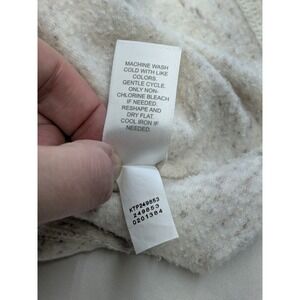 MACHINE WASH
COLD WITH LIKE
COLORS.
GENTLE CYCLE.
ONLY NON-
CHLORINE BLEACH
IF NEEDED.
RESHAPE AND
DRY FLAT.
COOL IRON IF
NEEDED.
KTP249853
249853
0201384